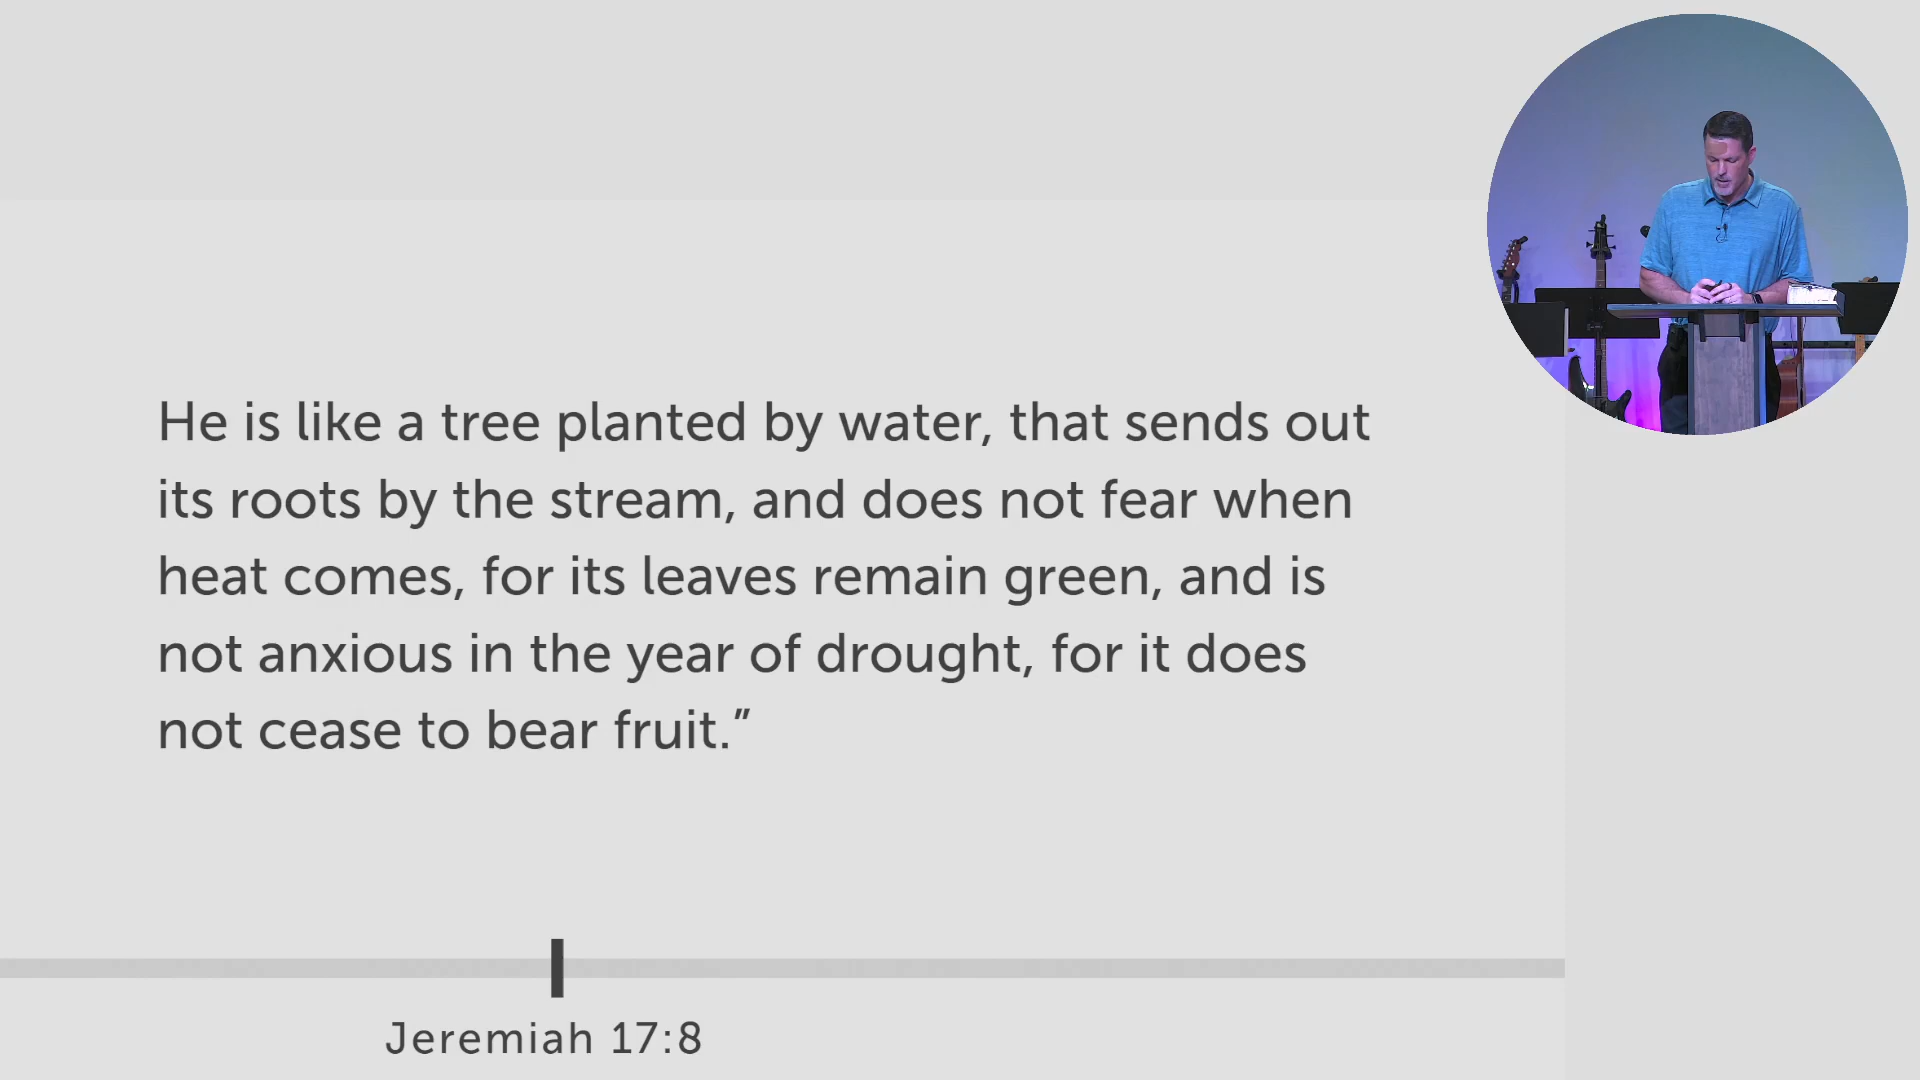 He is like a tree planted by water, that sends out
its roots by the stream, and does not fear when
heat comes, for its leaves remain green, and is
not anxious in the year of drought, for it does
not cease to bear fruit.”
Jeremiah 17:8